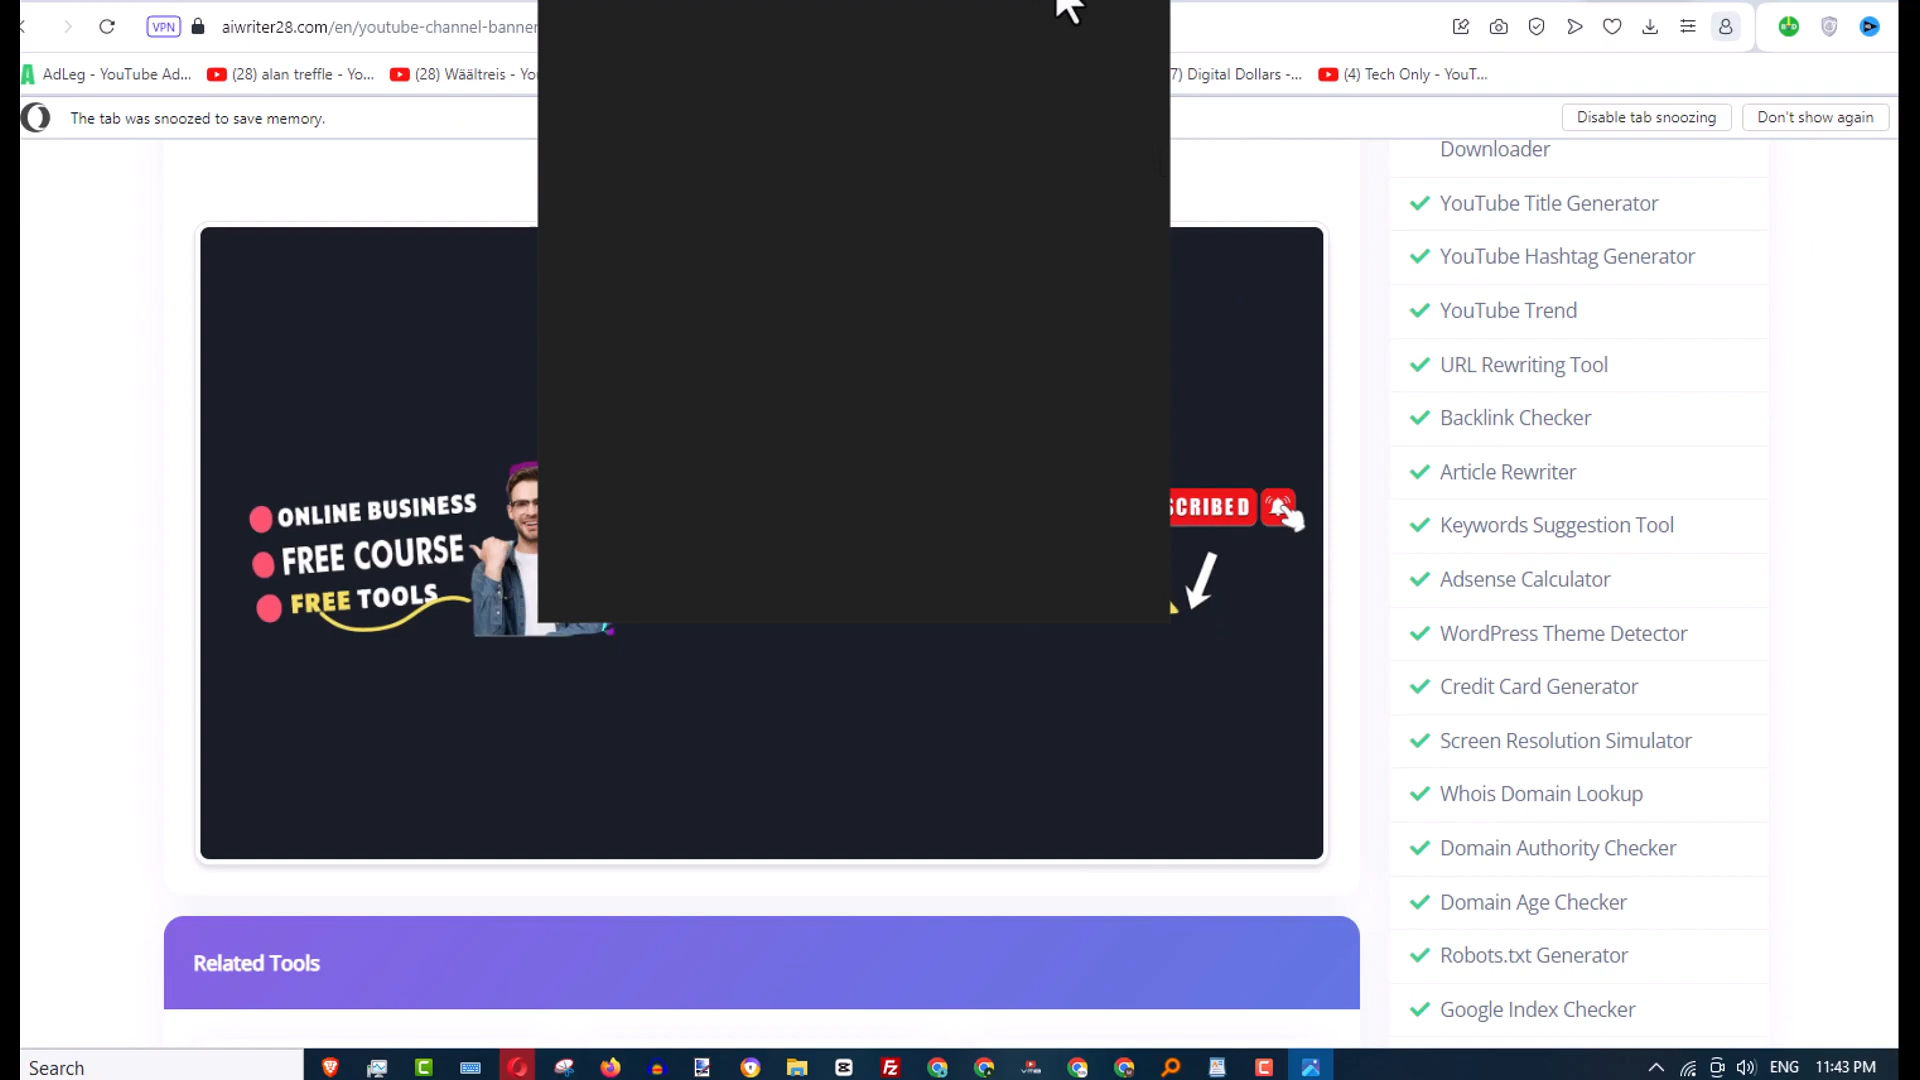 VPN
aiwriter28.com/en/youtube-channel-banner
AdLeg - YouTube Ad...
(28) alan treffle - Yo...
(28) Wäältreis - Yo
7) Digital Dollars -...
(4) Tech Only - YouT...
The tab was snoozed to save memory.
Disable tab snoozing
Don't show again
ONLINE BUSINESS
FREE COURSE
FREE TOOLS
SCRIBED
Related Tools
Downloader
YouTube Title Generator
YouTube Hashtag Generator
YouTube Trend
URL Rewriting Tool
Backlink Checker
Article Rewriter
Keywords Suggestion Tool
Adsense Calculator
WordPress Theme Detector
Credit Card Generator
Screen Resolution Simulator
Whois Domain Lookup
Domain Authority Checker
Domain Age Checker
Robots.txt Generator
Google Index Checker
Search
ENG
11:43 PM